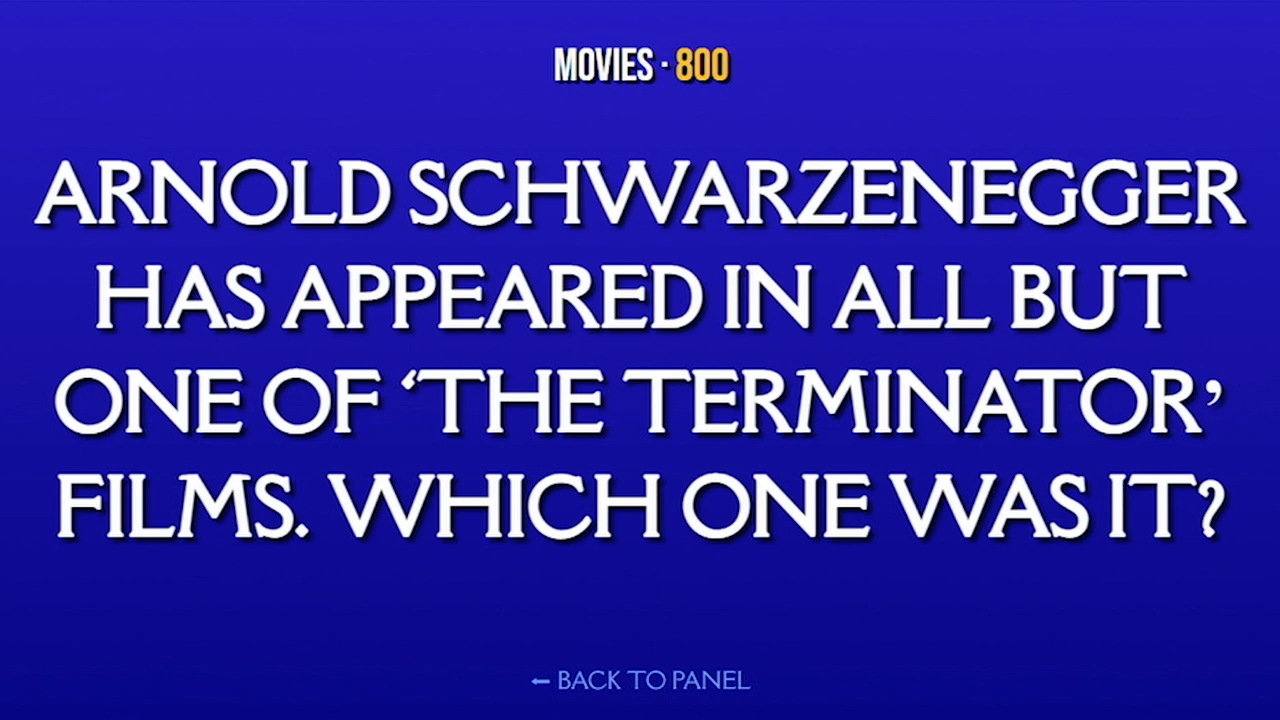 MOVIES · 800
ARNOLD SCHWARZENEGGER
HAS APPEARED IN ALL BUT
ONE OF ‘THE TERMINATOR’
FILMS. WHICH ONE WAS IT?
← BACK TO PANEL